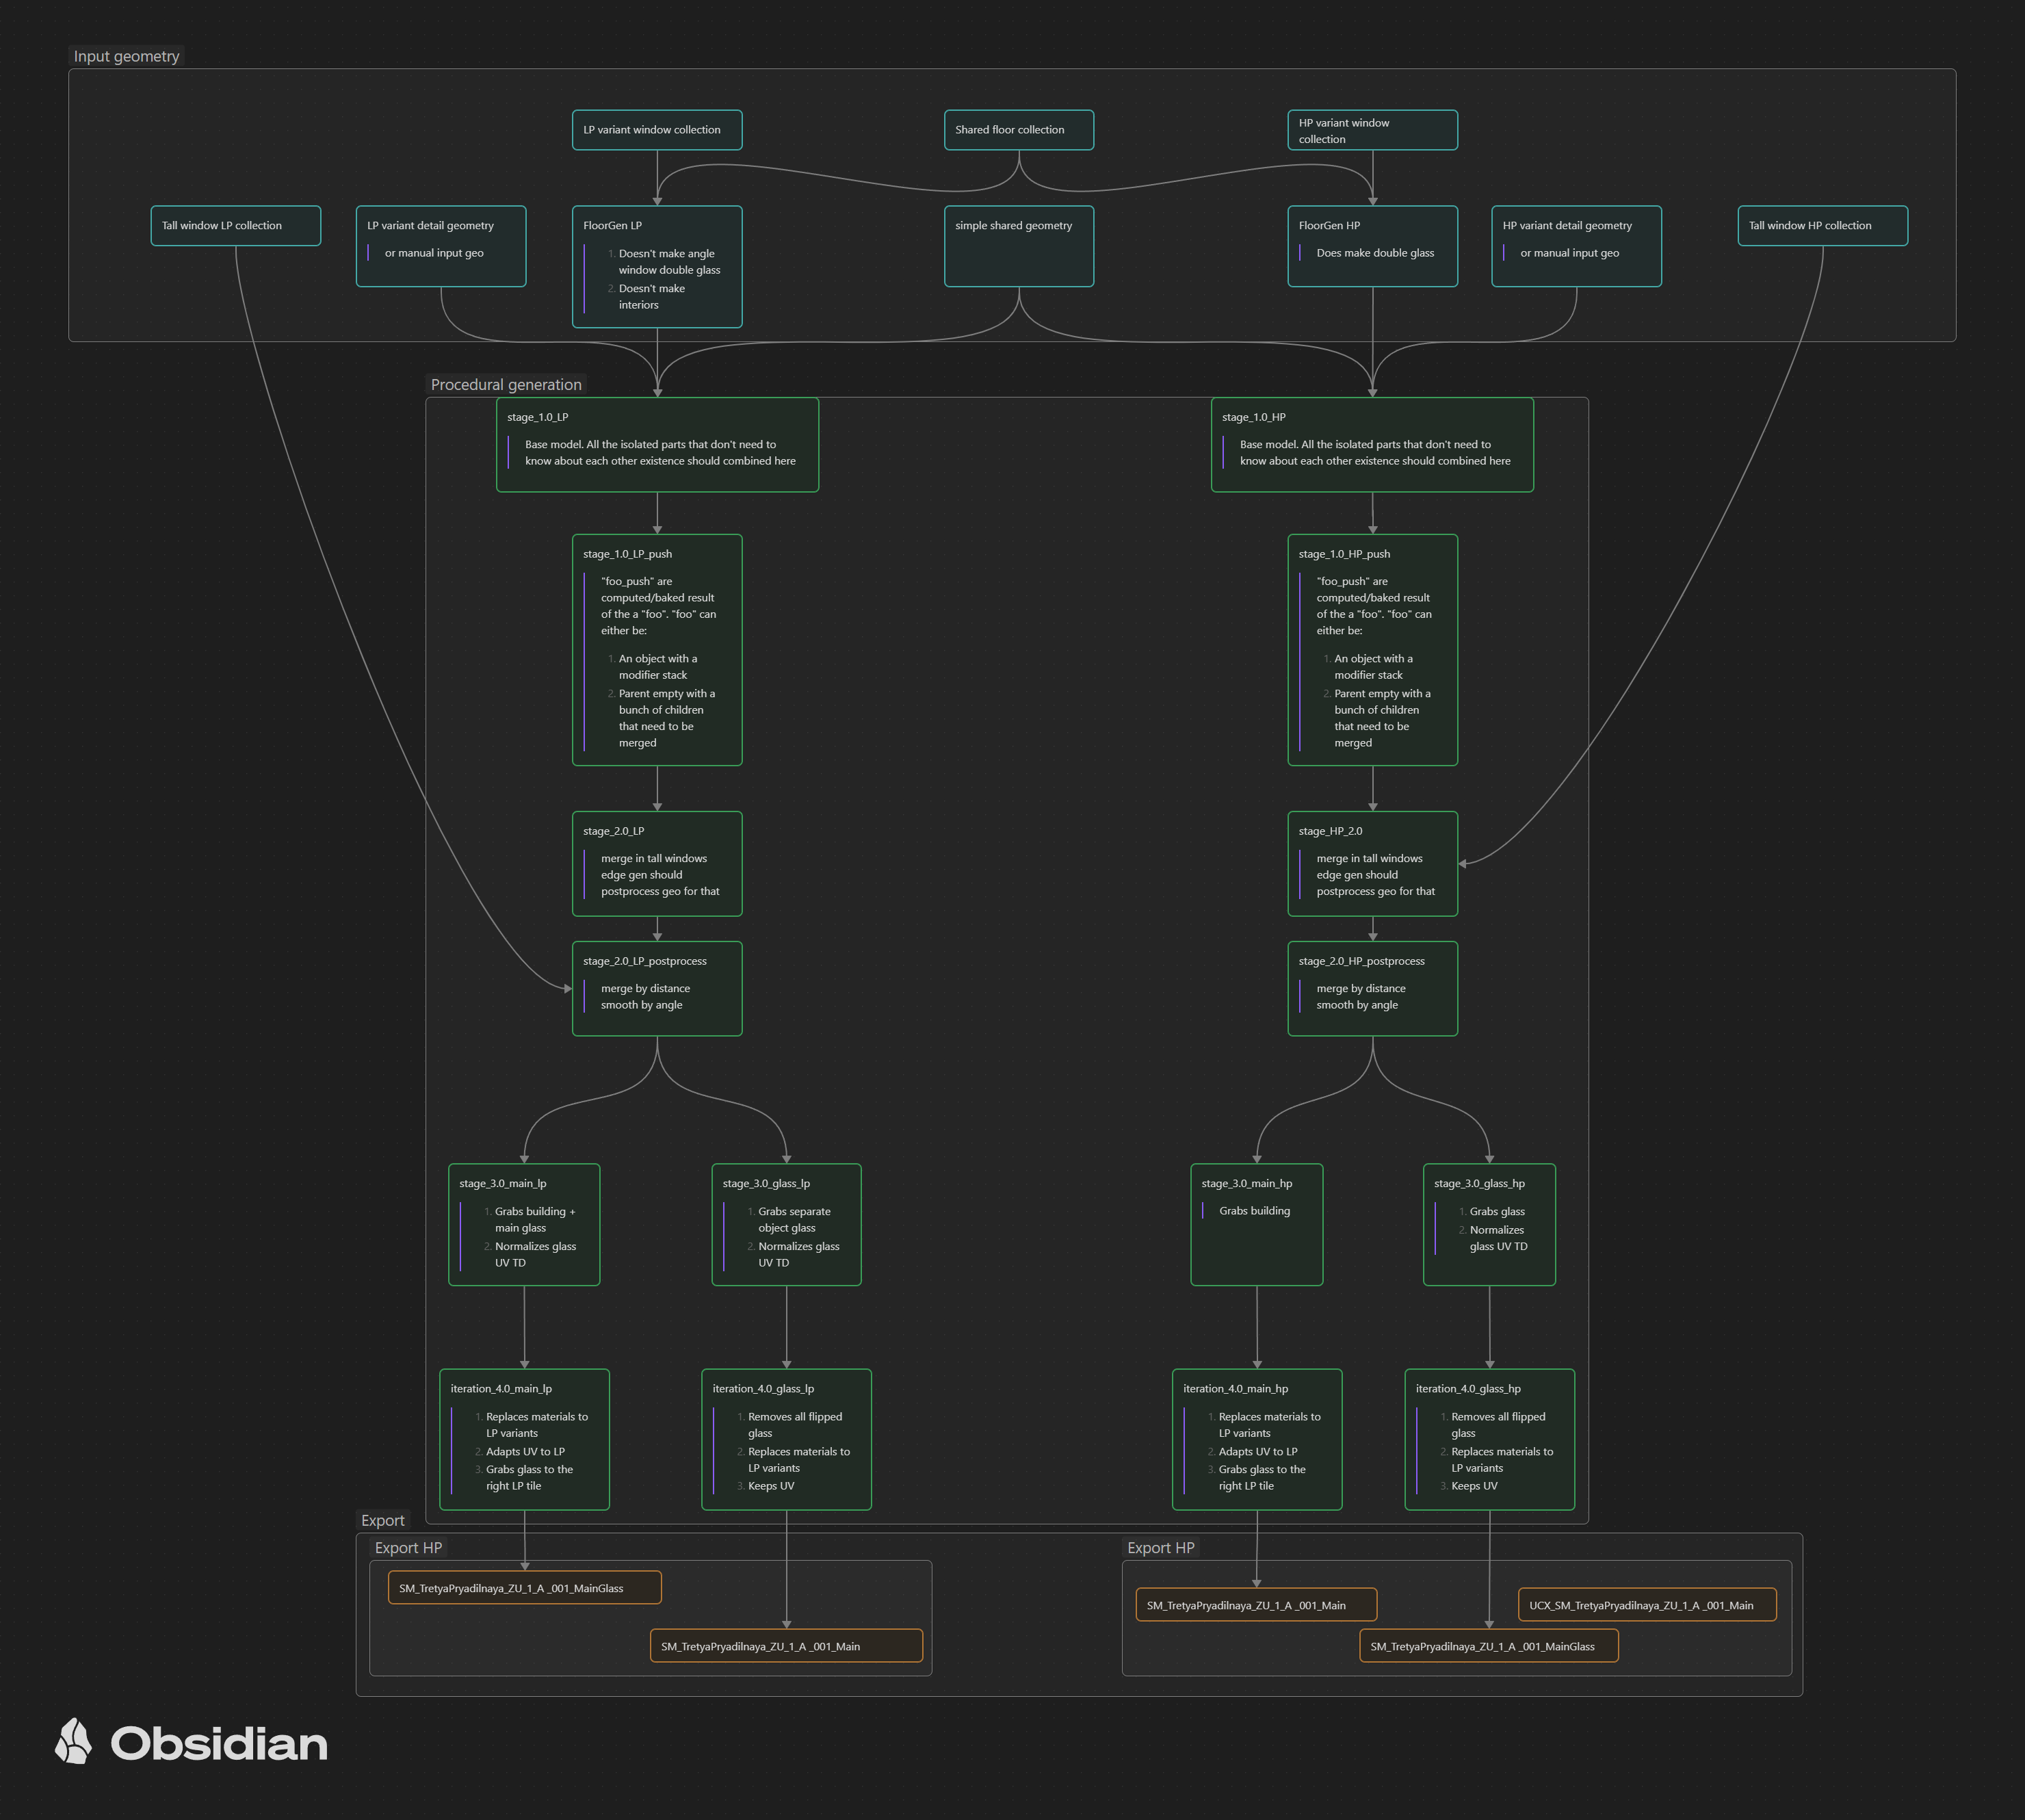 Input geometry
LP variant window collection
Shared floor collection
HP variant window
collection
Tall window LP collection
LP variant detail geometry
or manual input geo
FloorGen LP
1. Doesn't make angle
window double glass
2. Doesn't make
interiors
simple shared geometry
FloorGen HP
Does make double glass
HP variant detail geometry
or manual input geo
Tall window HP collection
Procedural generation
stage_1.0_LP
Base model. All the isolated parts that don't need to
know about each other existence should combined here
stage_1.0_HP
Base model. All the isolated parts that don't need to
know about each other existence should combined here
stage_1.0_LP_push
"foo_push" are
computed/baked result
of the a "foo". "foo" can
either be:
1. An object with a
modifier stack
2. Parent empty with a
bunch of children
that need to be
merged
stage_1.0_HP_push
"foo_push" are
computed/baked result
of the a "foo". "foo" can
either be:
1. An object with a
modifier stack
2. Parent empty with a
bunch of children
that need to be
merged
stage_2.0_LP
merge in tall windows
edge gen should
postprocess geo for that
stage_HP_2.0
merge in tall windows
edge gen should
postprocess geo for that
stage_2.0_LP_postprocess
merge by distance
smooth by angle
stage_2.0_HP_postprocess
merge by distance
smooth by angle
stage_3.0_main_lp
1. Grabs building +
main glass
2. Normalizes glass
UV TD
stage_3.0_glass_lp
1. Grabs separate
object glass
2. Normalizes glass
UV TD
stage_3.0_main_hp
Grabs building
stage_3.0_glass_hp
1. Grabs glass
2. Normalizes
glass UV TD
iteration_4.0_main_lp
1. Replaces materials to
LP variants
2. Adapts UV to LP
3. Grabs glass to the
right LP tile
iteration_4.0_glass_lp
1. Removes all flipped
glass
2. Replaces materials to
LP variants
3. Keeps UV
iteration_4.0_main_hp
1. Replaces materials to
LP variants
2. Adapts UV to LP
3. Grabs glass to the
right LP tile
iteration_4.0_glass_hp
1. Removes all flipped
glass
2. Replaces materials to
LP variants
3. Keeps UV
Export
Export HP
SM_TretyaPryadilnaya_ZU_1_A _001_MainGlass
SM_TretyaPryadilnaya_ZU_1_A _001_Main
Export HP
SM_TretyaPryadilnaya_ZU_1_A _001_Main
UCX_SM_TretyaPryadilnaya_ZU_1_A _001_Main
SM_TretyaPryadilnaya_ZU_1_A _001_MainGlass
Obsidian